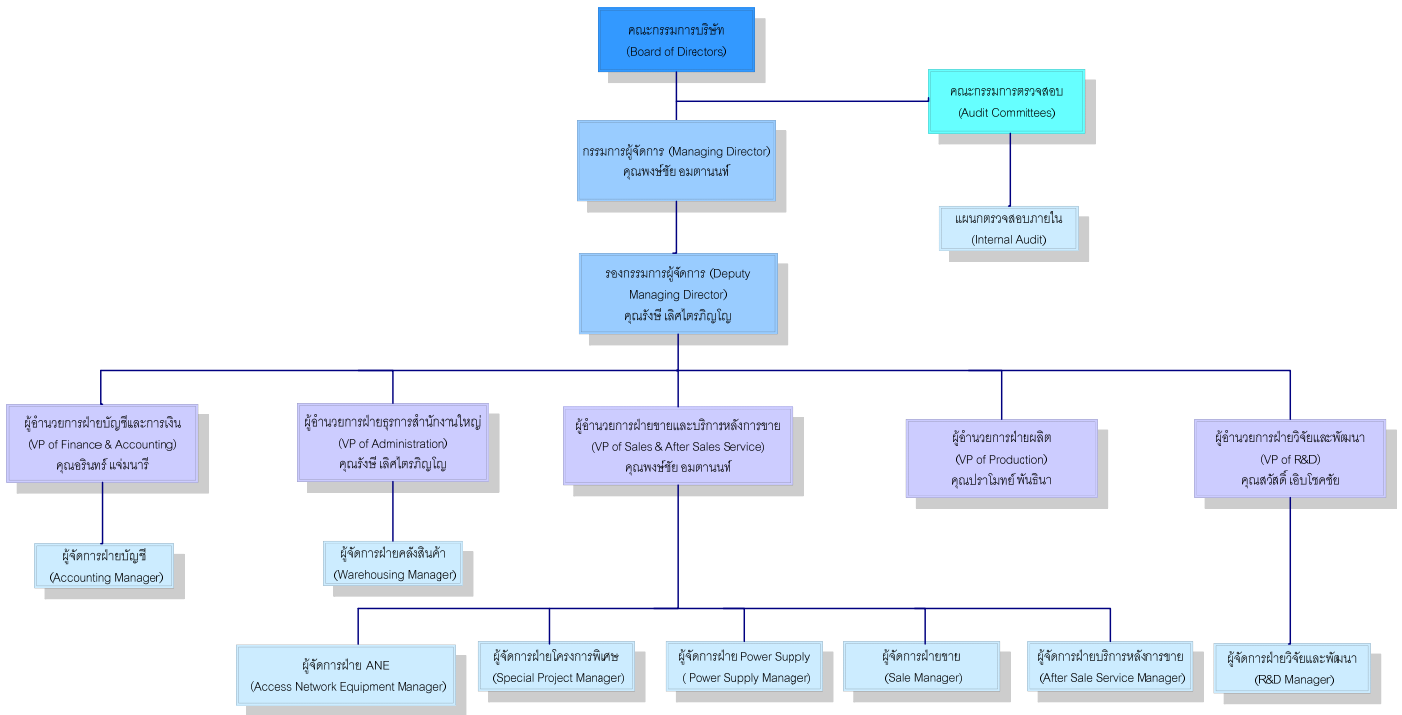 คณะกรรมการบริษัท
(Board of Directors)
คณะกรรมการตรวจสอบ
(Audit Committees)
กรรมการผู้จัดการ (Managing Director)
คุณพงษ์ชัย อมตานนท์
แผนกตรวจสอบภายใน
(Internal Audit)
รองกรรมการผู้จัดการ (Deputy
Managing Director)
คุณรังษี เลิศไตรภิญโญ
ผู้อำนวยการฝ่ายบัญชีและการเงิน
(VP of Finance & Accounting)
คุณอรินทร์ แจ่มนารี
ผู้อำนวยการฝ่ายธุรการสำนักงานใหญ่
(VP of Administration)
คุณรังษี เลิศไตรภิญโญ
ผู้อำนวยการฝ่ายขายและบริการหลังการขาย
(VP of Sales & After Sales Service)
คุณพงษ์ชัย อมตานนท์
ผู้อำนวยการฝ่ายผลิต
(VP of Production)
คุณปราโมทย์ พันธินา
ผู้อำนวยการฝ่ายวิจัยและพัฒนา
(VP of R&D)
คุณสวัสดิ์ เอิบโชคชัย
ผู้จัดการฝ่ายบัญชี
(Accounting Manager)
ผู้จัดการฝ่ายคลังสินค้า
(Warehousing Manager)
ผู้จัดการฝ่าย ANE
(Access Network Equipment Manager)
ผู้จัดการฝ่ายโครงการพิเศษ
(Special Project Manager)
ผู้จัดการฝ่าย Power Supply
( Power Supply Manager)
ผู้จัดการฝ่ายขาย
(Sale Manager)
ผู้จัดการฝ่ายบริการหลังการขาย
(After Sale Service Manager)
ผู้จัดการฝ่ายวิจัยและพัฒนา
(R&D Manager)